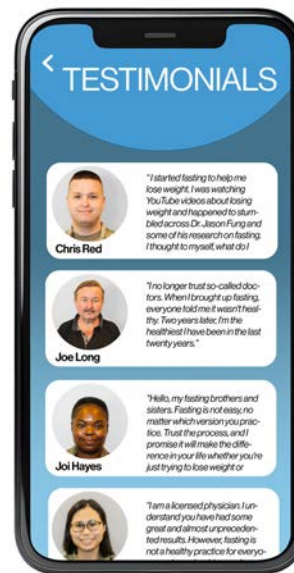 TESTIMONIALS
"I started fasting to help me
lose weight. I was watching
YouTube videos about losing
weight and happened to stum-
bled across Dr. Jason Fung and
some of his research on fasting.
I thought to myself, what do I
Chris Red
"I no longer trust so-called doc-
tors. When I brought up fasting,
everyone told me it wasn't heal-
thy. Two years later, I'm the
healthiest I have been in the last
twenty years."
Joe Long
"Hello, my fasting brothers and
sisters. Fasting is not easy, no
matter which version you prac-
tice. Trust the process, and I
promise it will make the diffe-
rence in your life whether you're
just trying to lose weight or
Joi Hayes
"I am a licensed physician. I un-
derstand you have had some
great and almost unpreceden-
ted results. However, fasting is
not a healthy practice for everyo-